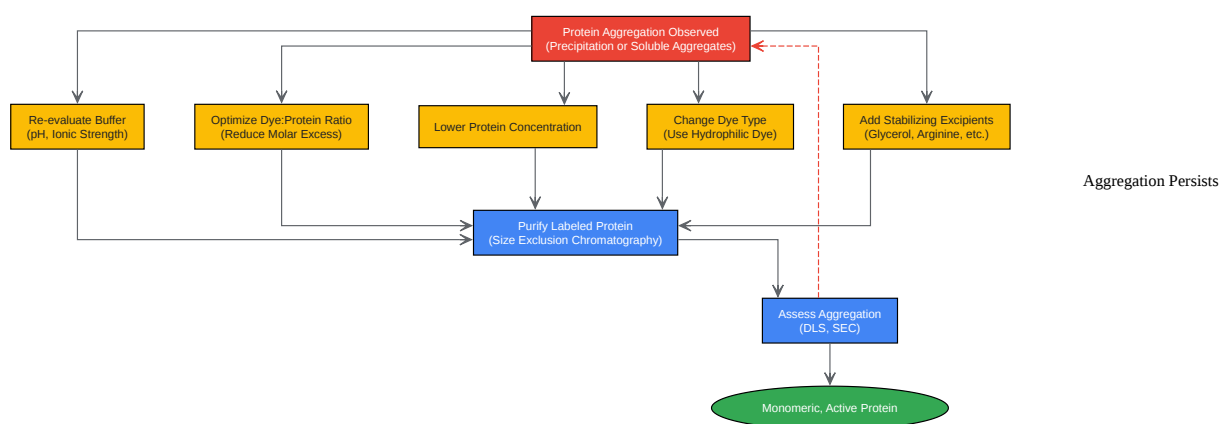 Protein Aggregation Observed
(Precipitation or Soluble Aggregates)
Re-evaluate Buffer
(pH, Ionic Strength)
Optimize Dye:Protein Ratio
(Reduce Molar Excess)
Lower Protein Concentration
Change Dye Type
(Use Hydrophilic Dye)
Add Stabilizing Excipients
(Glycerol, Arginine, etc.)
Aggregation Persists
Purify Labeled Protein
(Size Exclusion Chromatography)
Assess Aggregation
(DLS, SEC)
Monomeric, Active Protein